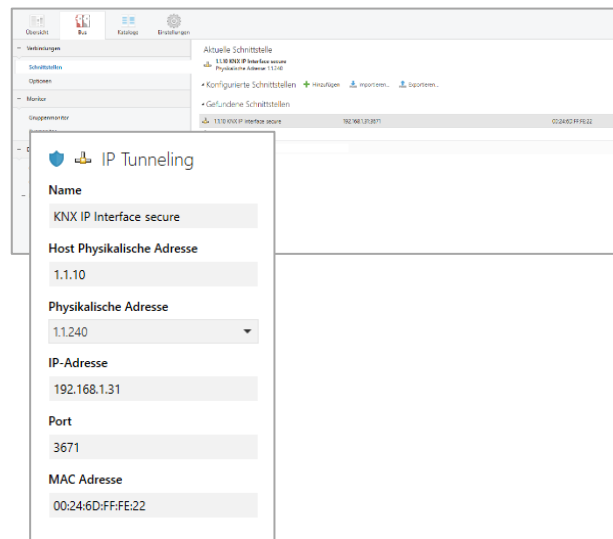 Übersicht Bus Kataloge Einstellungen
Verbindungen
Schnittstellen
Optionen
Monitor
Gruppenmonitor
Aktuelle Schnittstelle
1.1.10 KNX IP Interface secure
Physikalische Adresse: 1.1.240
Konfigurierte Schnittstellen Hinzufügen Importieren... Exportieren...
Gefundene Schnittstellen
1.1.10 KNX IP Interface secure 192.168.1.31:3671 00:24:6D:FF:FE:22
IP Tunneling
Name
KNX IP Interface secure
Host Physikalische Adresse
1.1.10
Physikalische Adresse
1.1.240
IP-Adresse
192.168.1.31
Port
3671
MAC Adresse
00:24:6D:FF:FE:22